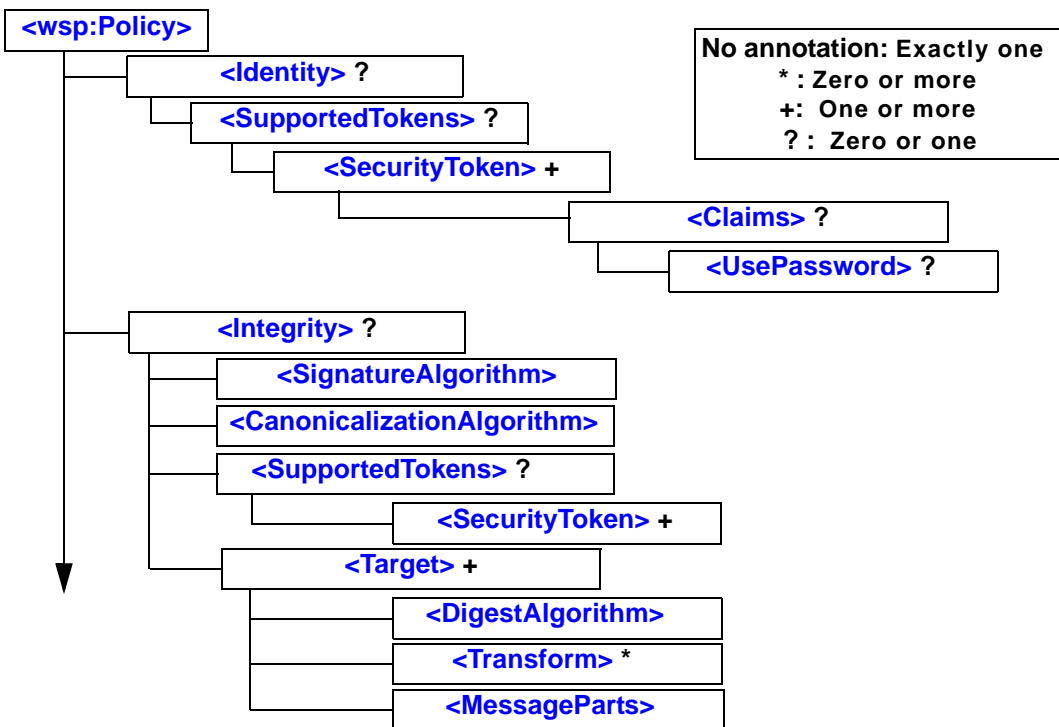 <wsp:Policy>
<Identity> ?
<SupportedTokens> ?
<SecurityToken> +
<Claims> ?
<UsePassword> ?
No annotation: Exactly one
* : Zero or more
+: One or more
? : Zero or one
<Integrity> ?
<SignatureAlgorithm>
<CanonicalizationAlgorithm>
<SupportedTokens> ?
<SecurityToken> +
<Target> +
<DigestAlgorithm>
<Transform> *
<MessageParts>